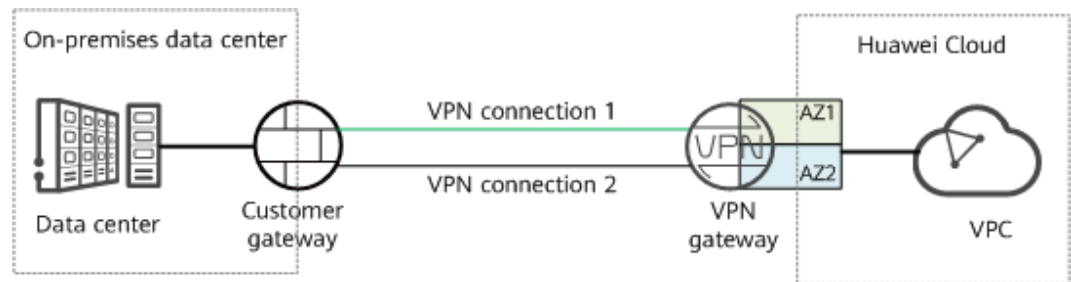 On-premises data center
Huawei Cloud
VPN connection 1
AZ1
VPN
AZ2
VPN connection 2
Data center
Customer
gateway
VPN
gateway
VPC